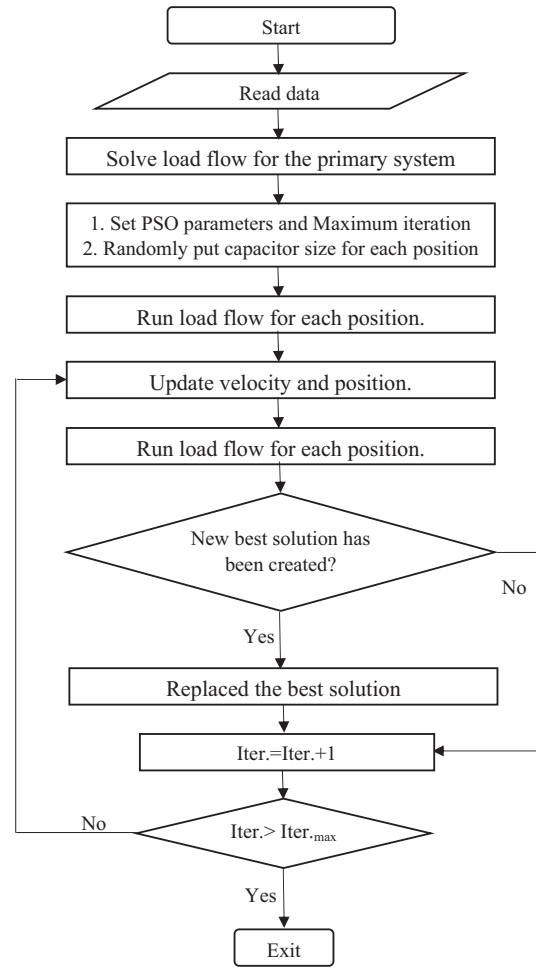 Start
Read data
Solve load flow for the primary system
1. Set PSO parameters and Maximum iteration
2. Randomly put capacitor size for each position
Run load flow for each position.
Update velocity and position.
Run load flow for each position.
New best solution has
been created?
No
Yes
Replaced the best solution
Iter.=Iter.+1
No
Iter.> Iter.max
Yes
Exit